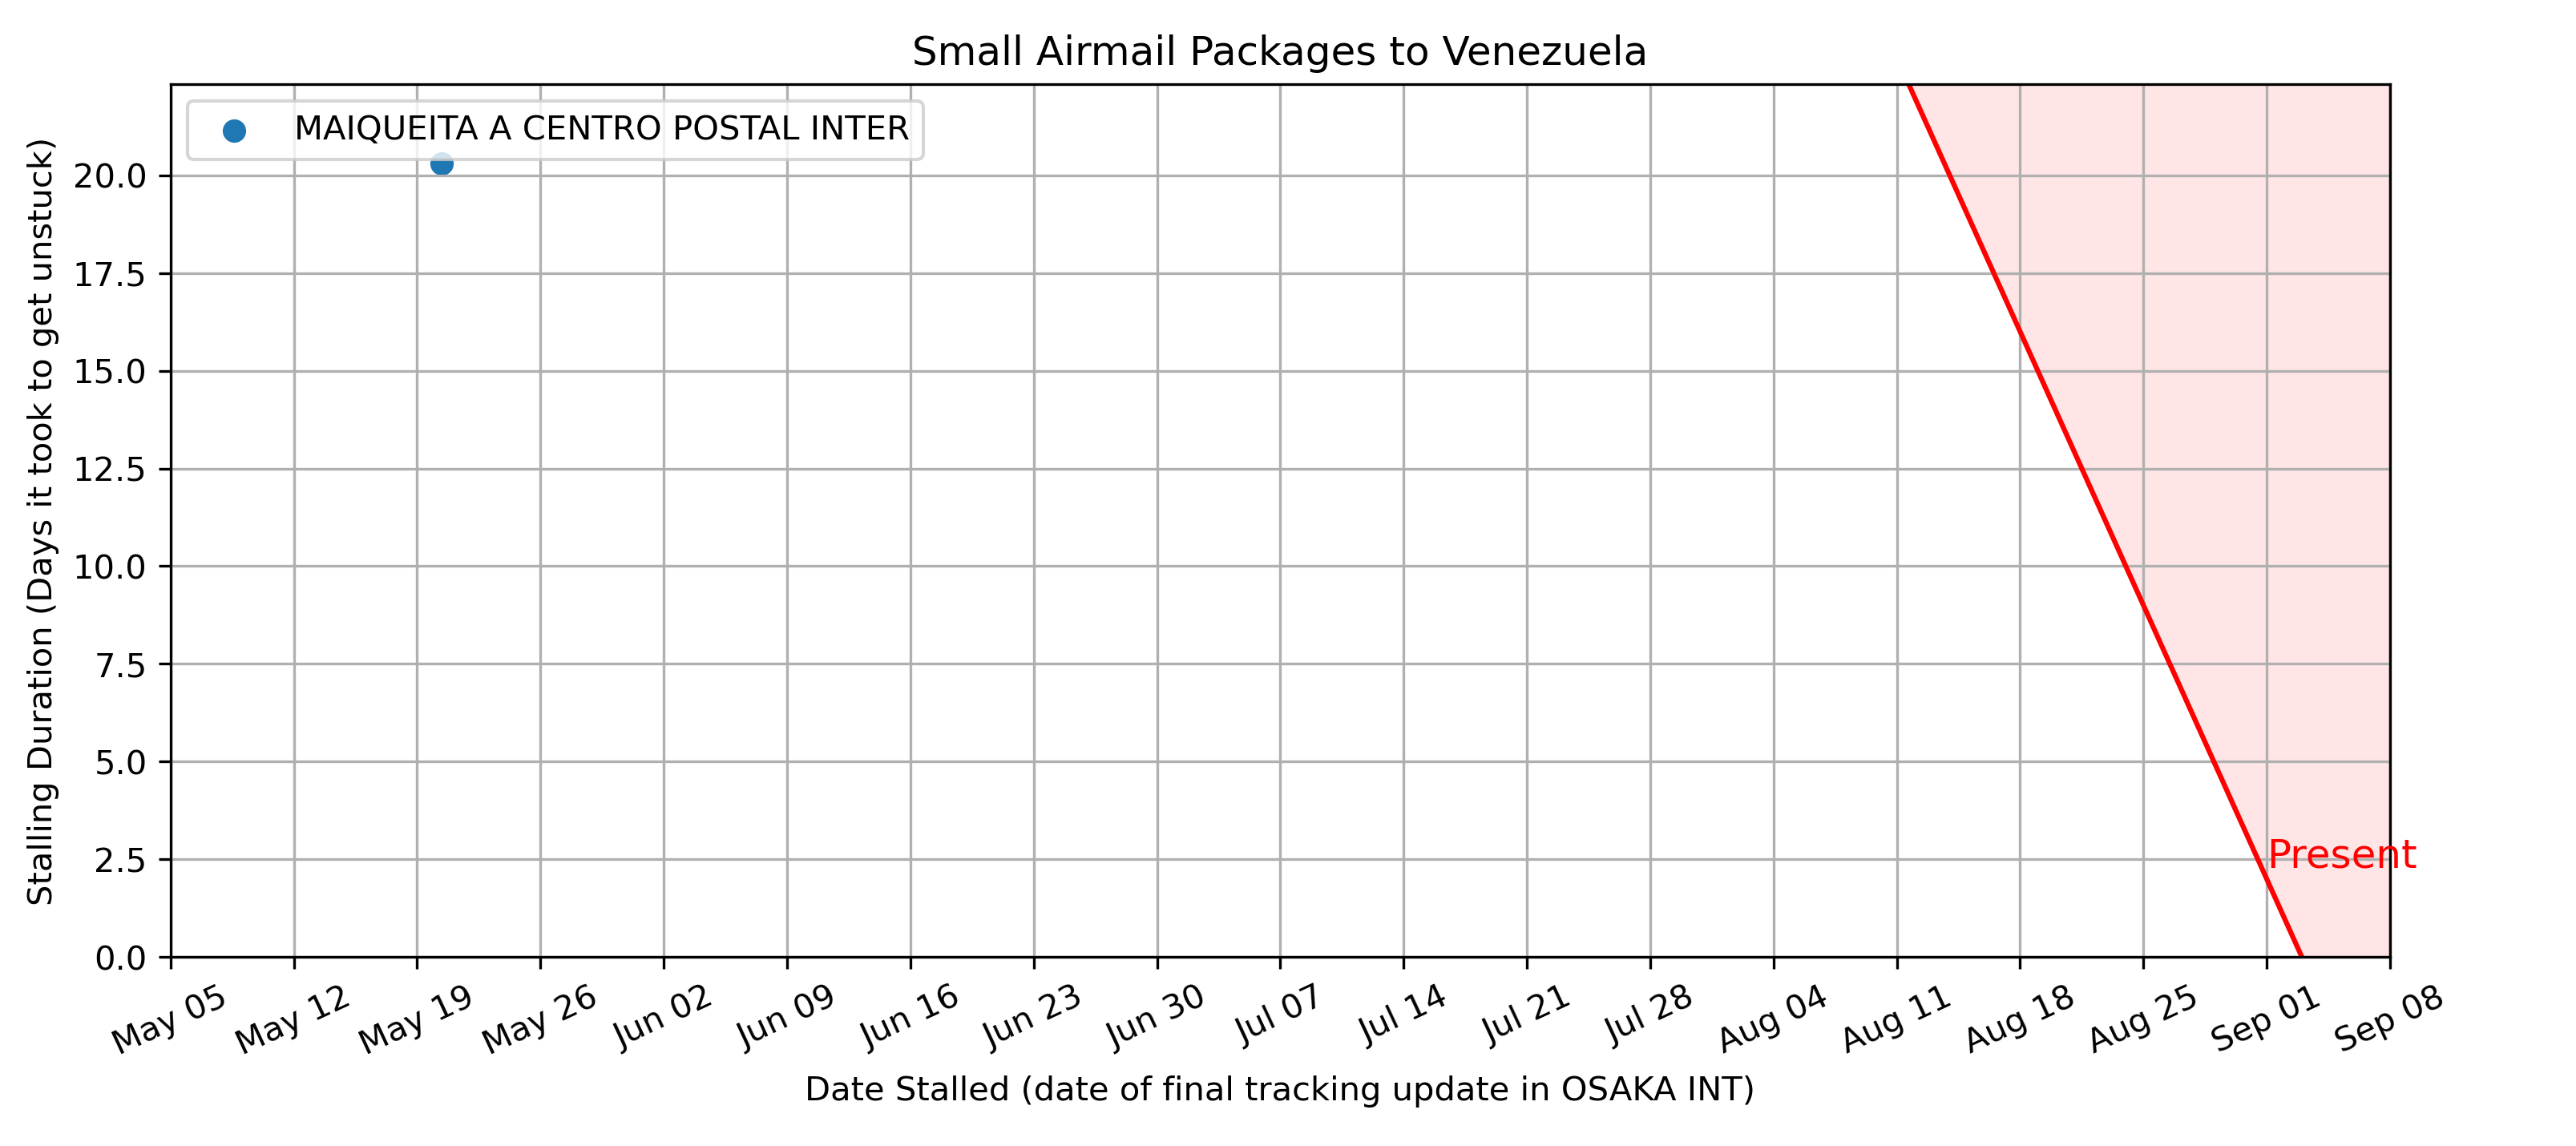 Small Airmail Packages to Venezuela
MAIQUEITA A CENTRO POSTAL INTER
Stalling Duration (Days it took to get unstuck)
20.0
17.5
15.0
12.5
10.0
7.5
5.0
2.5
0.0
Present
May 05
May 12
May 19
May 26
Jun 02
Jun 09
Jun 16
Jun 23
Jun 30
Jul 07
Jul 14
Jul 21
Jul 28
Aug 04
Aug 11
Aug 18
Aug 25
Sep 01
Sep 08
Date Stalled (date of final tracking update in OSAKA INT)